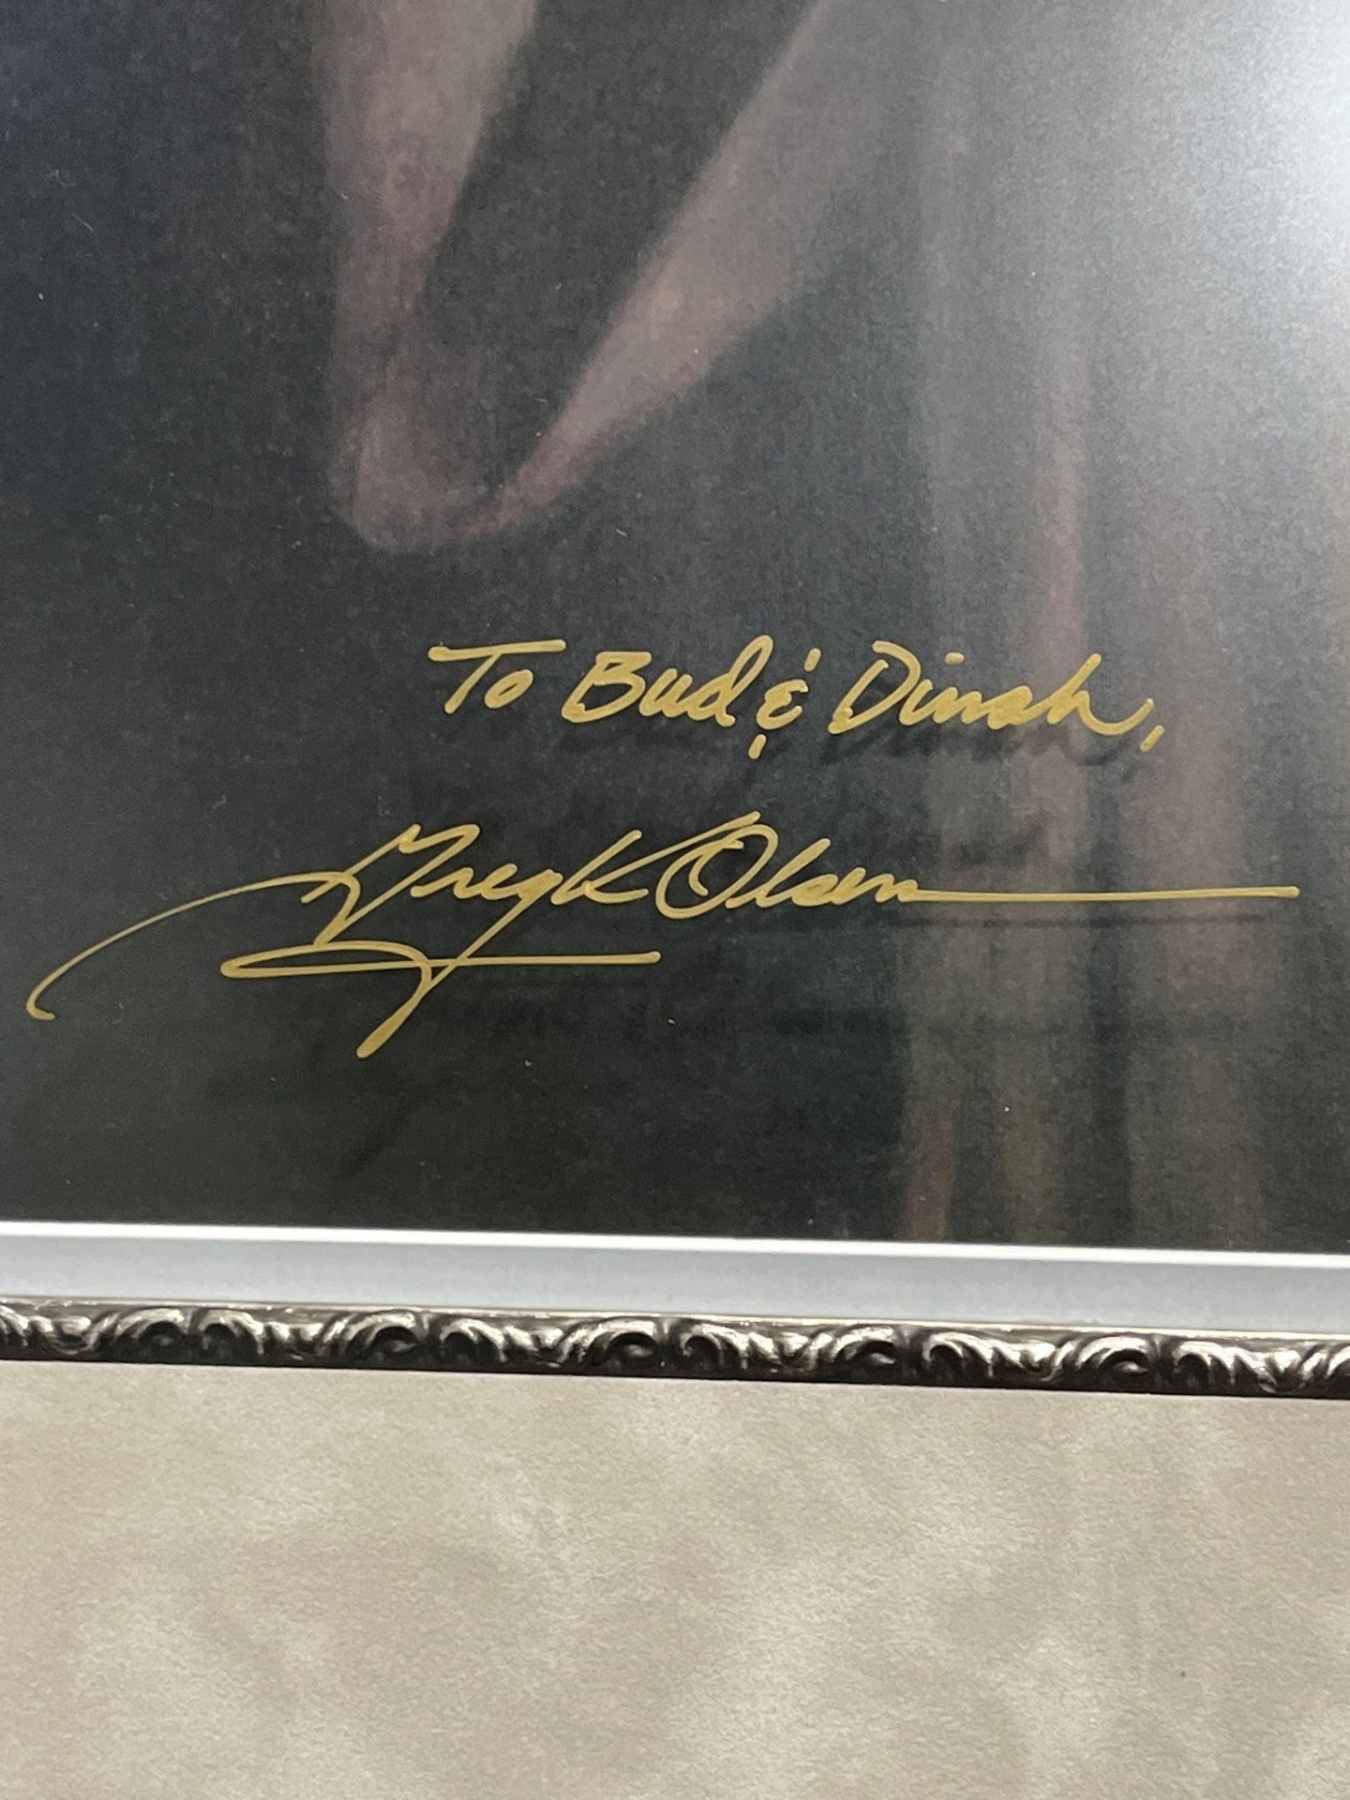 To Bud & Dinah,
Greg K Olsen